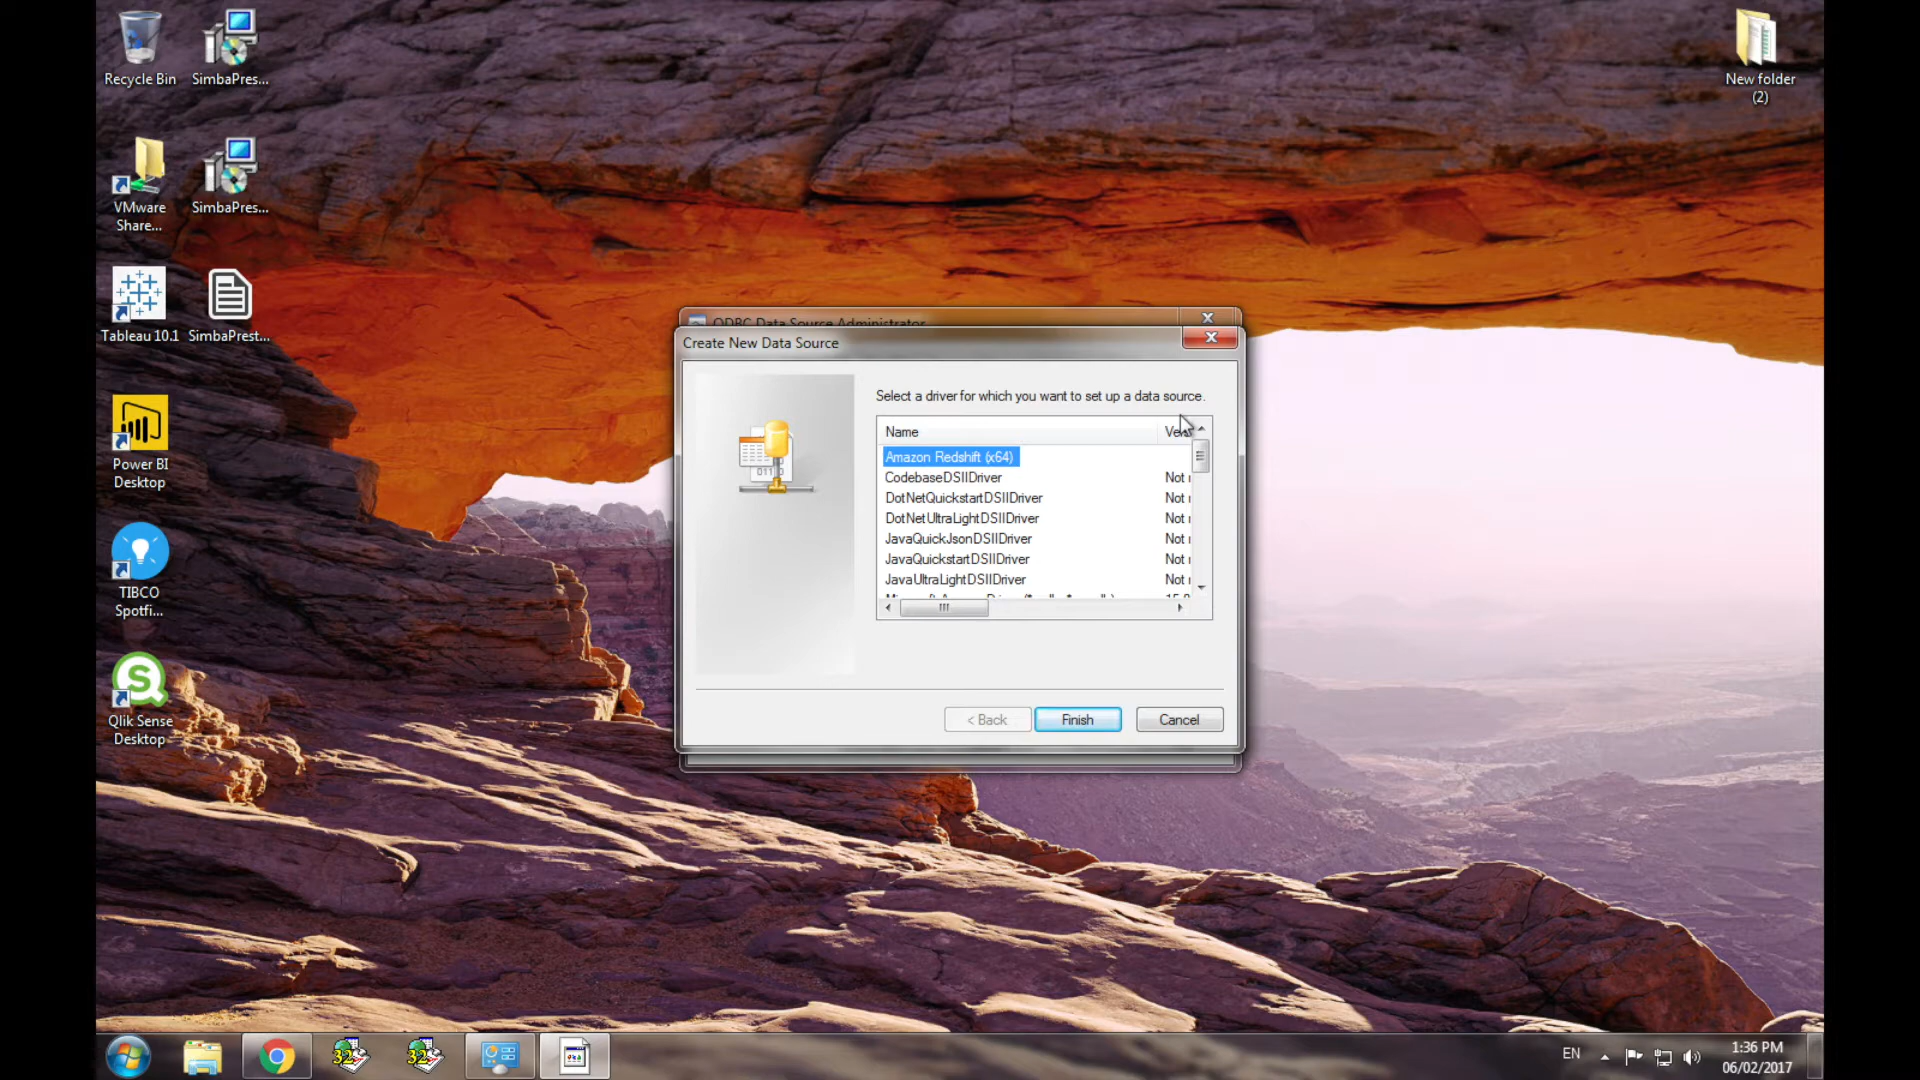 Recycle Bin
SimbaPres...
New folder
(2)
VMware
Share...
SimbaPres...
Tableau 10.1
SimbaPrest...
Power BI
Desktop
TIBCO
Spotfi...
Qlik Sense
Desktop
ODBC Data Source Administrator
Create New Data Source
Select a driver for which you want to set up a data source.
Name
Amazon Redshift (x64)
CodebaseDSIIDriver Not
DotNetQuickstartDSIIDriver Not
DotNetUltraLightDSIIDriver Not
JavaQuickJsonDSIIDriver Not
JavaQuickstartDSIIDriver Not
JavaUltraLightDSIIDriver Not
< Back
Finish
Cancel
EN
1:36 PM
06/02/2017